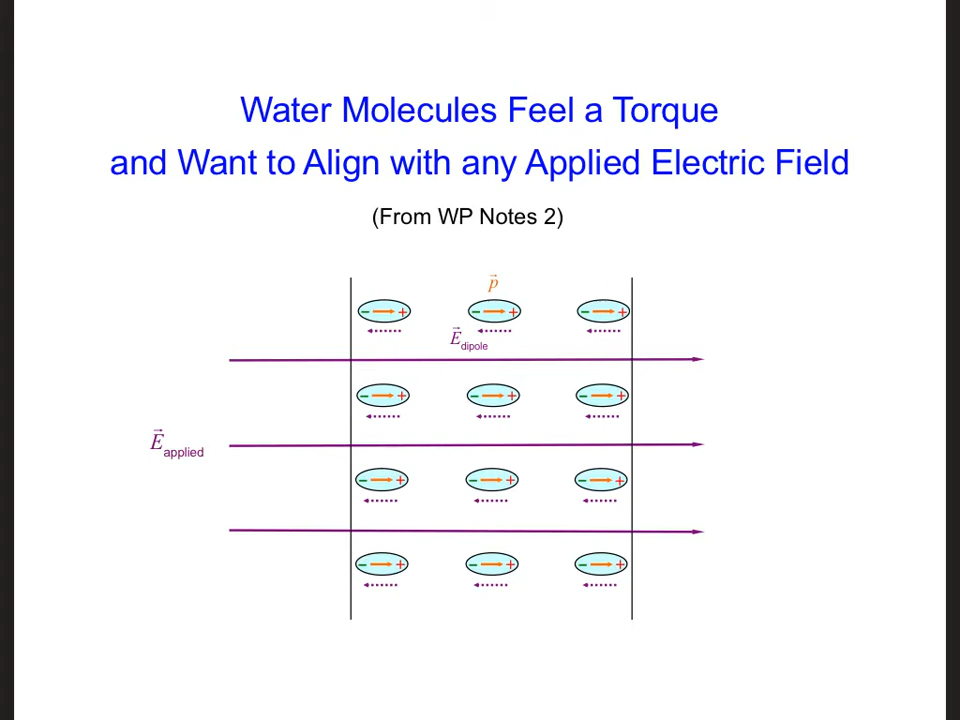 Water Molecules Feel a Torque
and Want to Align with any Applied Electric Field
(From WP Notes 2)
p⃗
− + − + − +
E⃗ dipole
− + − + − +
E⃗ applied
− + − + − +
− + − + − +